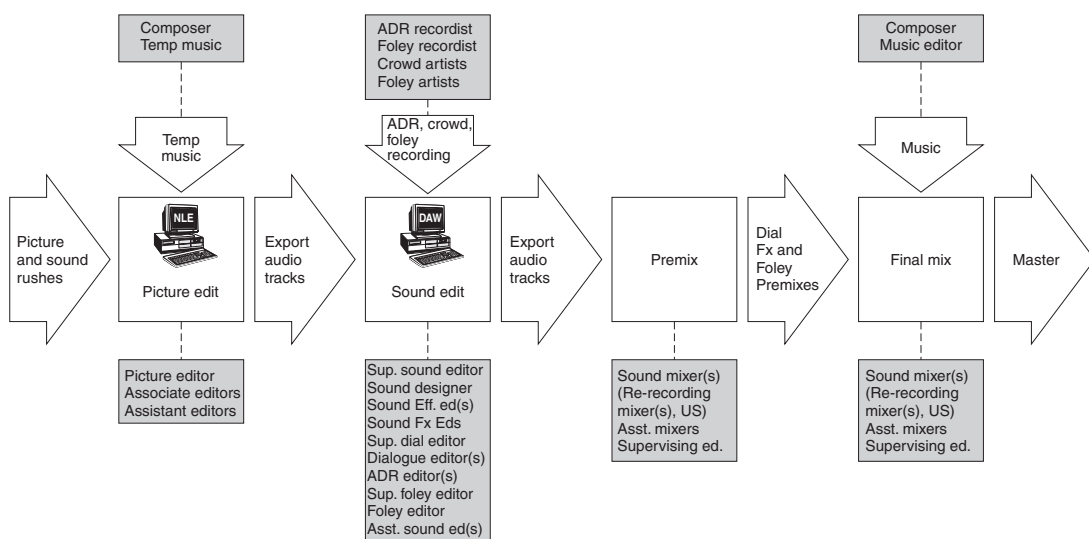 Composer
Temp music
ADR recordist
Foley recordist
Crowd artists
Foley artists
Composer
Music editor
Temp
music
ADR, crwd,
foley
recording
Music
Picture
and sound
rushes
NLE
Picture edit
Export
audio
tracks
DAW
Sound edit
Export
audio
tracks
Premix
Dial
Fx and
Foley
Premixes
Final mix
Master
Picture editor
Associate editors
Assistant editors
Sup. sound editor
Sound designer
Sound Eff. ed(s)
Sound Fx Eds
Sup. dial editor
Dialogue editor(s)
ADR editor(s)
Sup. foley editor
Foley editor
Asst. sound ed(s)
Sound mixer(s)
(Re-recording
mixer(s), US)
Asst. mixers
Supervising ed.
Sound mixer(s)
(Re-recording
mixer(s), US)
Asst. mixers
Supervising ed.